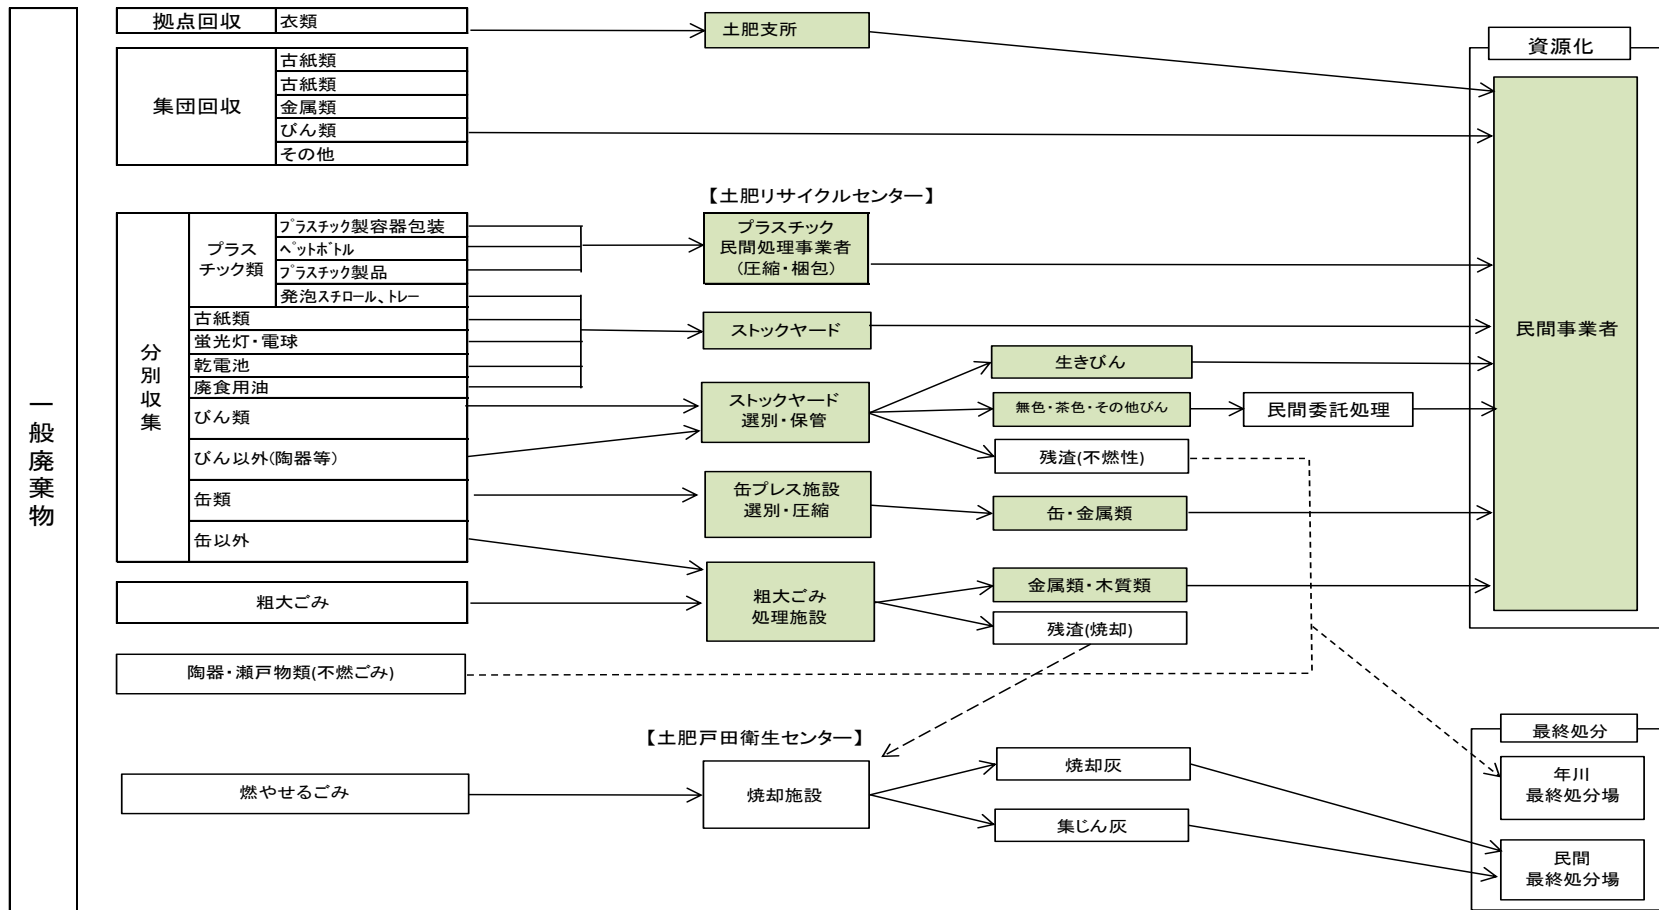 一般廃棄物
拠点回収
衣類
集団回収
古紙類
古紙類
金属類
びん類
その他
土肥支所
資源化
民間事業者
分別収集
プラス
チック類
プラスチック製容器包装
ペットボトル
プラスチック製品
発泡スチロール、トレー
古紙類
蛍光灯・電球
乾電池
廃食用油
びん類
びん以外(陶器等)
缶類
缶以外
【土肥リサイクルセンター】
プラスチック
民間処理事業者
(圧縮・梱包)
ストックヤード
ストックヤード
選別・保管
生きびん
無色・茶色・その他びん
民間委託処理
残渣(不燃性)
缶プレス施設
選別・圧縮
缶・金属類
粗大ごみ
粗大ごみ
処理施設
金属類・木質類
残渣(焼却)
陶器・瀬戸物類(不燃ごみ)
【土肥戸田衛生センター】
燃やせるごみ
焼却施設
焼却灰
集じん灰
最終処分
年川
最終処分場
民間
最終処分場